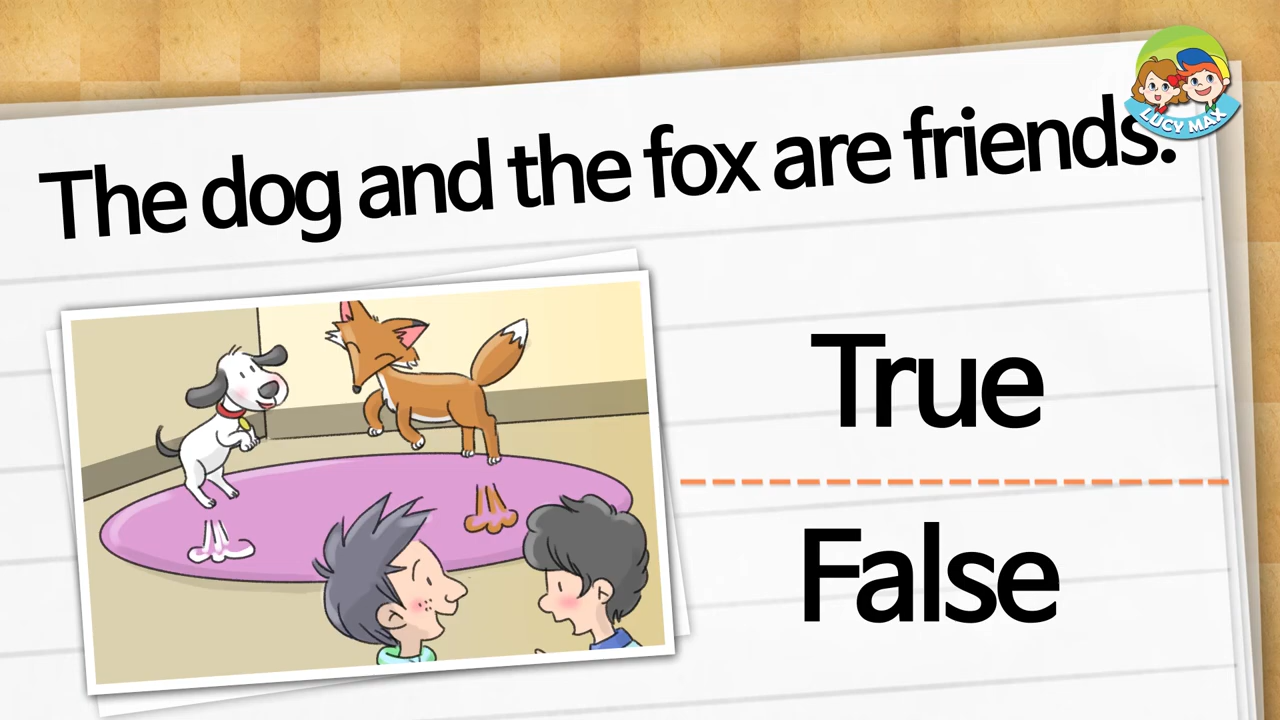 The dog and the fox are friends.
LUCY MAX
True
False